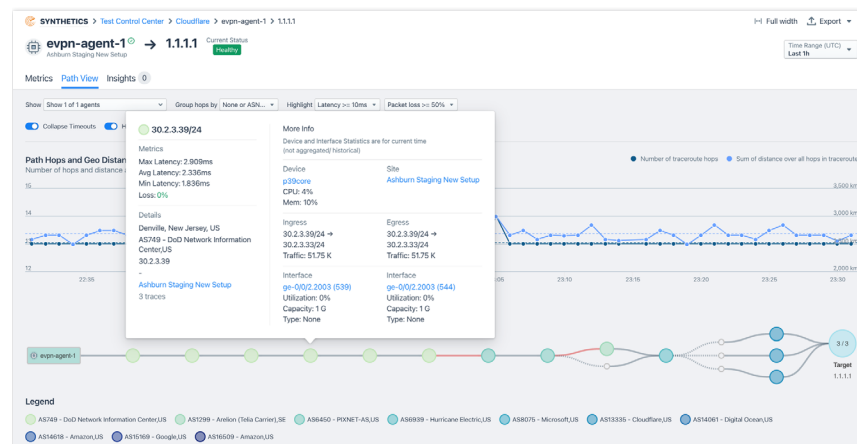 SYNTHETICS > Test Control Center > Cloudflare > evpn-agent-1 > 1.1.1.1
Full width Export
evpn-agent-1 → 1.1.1.1
Ashburn Staging New Setup
Current Status
Healthy
Time Range (UTC)
Last 1h
Metrics Path View Insights 0
Show Show 1 of 1 agents Group hops by None or ASN... Highlight Latency >= 10ms Packet loss >= 50%
Collapse Timeouts
Path Hops and Geo Distan
Number of hops and distance
Number of traceroute hops Sum of distance over all hops in traceroute
15 3,500 km
14 3,000 km
12 2,000 km
22:55 :05 23:10 23:15 23:20 23:25 23:30
30.2.3.39/24
Metrics
Max Latency: 2.909ms
Avg Latency: 2.336ms
Min Latency: 1.836ms
Loss: 0%
Details
Denville, New Jersey, US
AS749 - DoD Network Information
Center,US
30.2.3.39
-
Ashburn Staging New Setup
3 traces
More Info
Device and Interface Statistics are for current time
(not aggregated/ historical)
Device
p39core
CPU: 4%
Mem: 10%
Site
Ashburn Staging New Setup
Ingress
30.2.3.39/24 →
30.2.3.33/24
Traffic: 51.75 K
Egress
30.2.3.39/24 →
30.2.3.33/24
Traffic: 51.75 K
Interface
ge-0/0/2.2003 (539)
Utilization: 0%
Capacity: 1 G
Type: None
Interface
ge-0/0/2.2003 (544)
Utilization: 0%
Capacity: 1 G
Type: None
evpn-agent-1
3 / 3
Target
1.1.1.1
Legend
AS749 - DoD Network Information Center,US AS1299 - Arelion (Telia Carrier),SE AS6450 - PIXNET-AS,US AS6939 - Hurricane Electric,US AS8075 - Microsoft,US AS13335 - Cloudflare,US AS14061 - Digital Ocean,US
AS14618 - Amazon,US AS15169 - Google,US AS16509 - Amazon,US